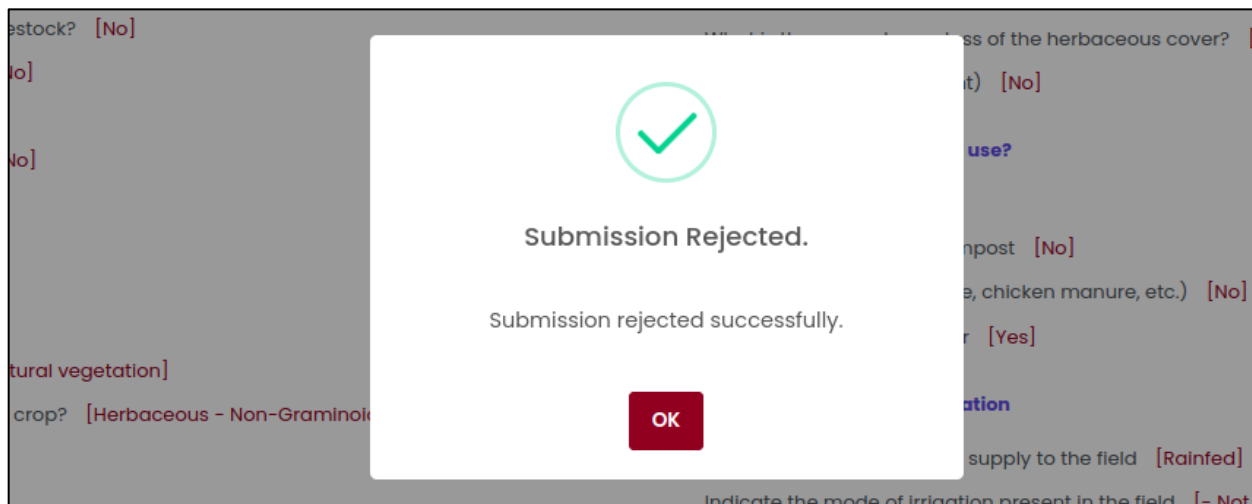 estock? [No]
ss of the herbaceous cover? [
No]
t) [No]
No]
use?
Submission Rejected.
mpost [No]
e, chicken manure, etc.) [No]
Submission rejected successfully.
r [Yes]
tural vegetation]
crop? [Herbaceous - Non-Graminoi
ation
OK
supply to the field [Rainfed]
Indicate the mode of irrigation present in the field [- Not